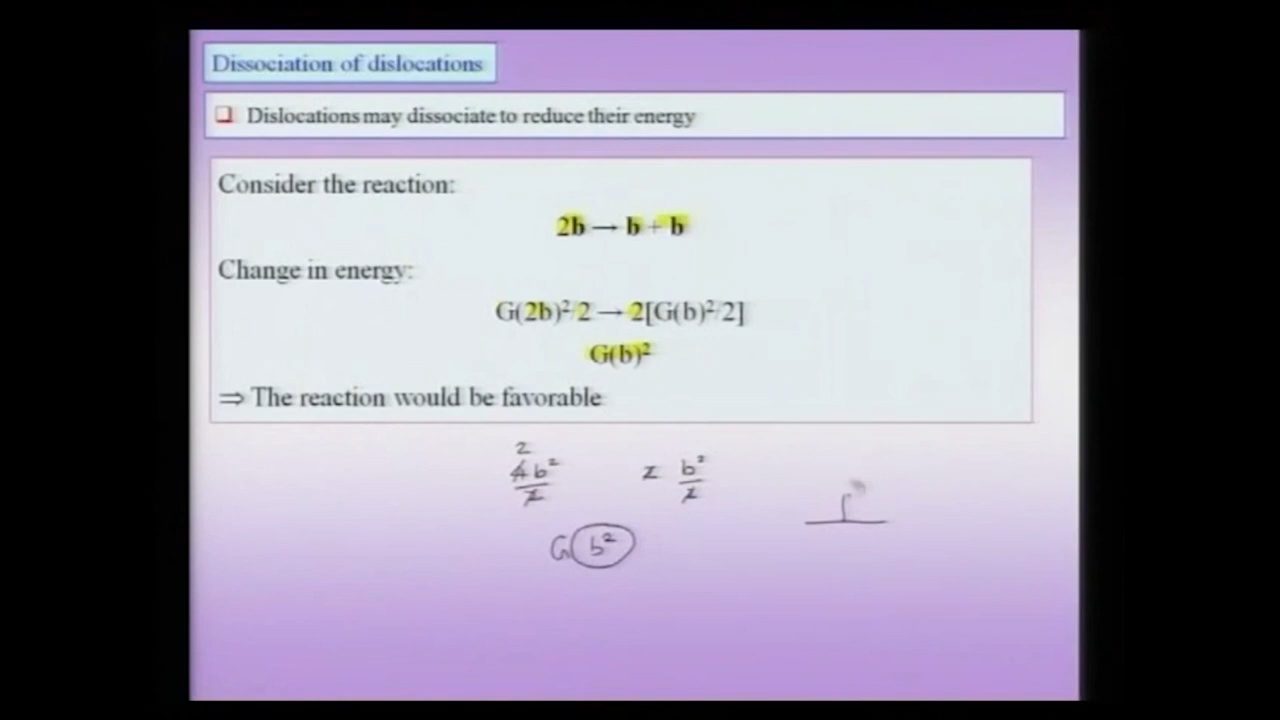 Dissociation of dislocations
❑ Dislocations may dissociate to reduce their energy
Consider the reaction:
2b → b + b
Change in energy:
G(2b)²/2 → 2[G(b)²/2]
G(b)²
⇒ The reaction would be favorable
2
4b²/2 2 b²/2
G b²